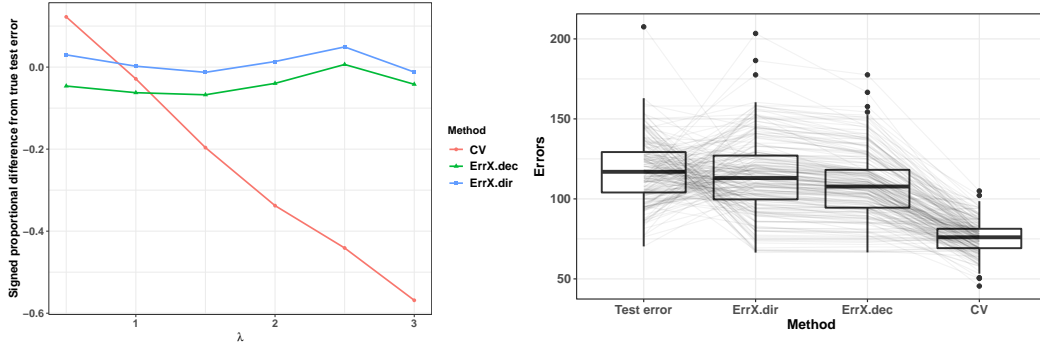 Signed proportional difference from true test error
0.0
−0.2
−0.4
−0.6
1
2
3
λ
Method
CV
ErrX.dec
ErrX.dir
Errors
200
150
100
50
Test error
ErrX.dir
ErrX.dec
CV
Method